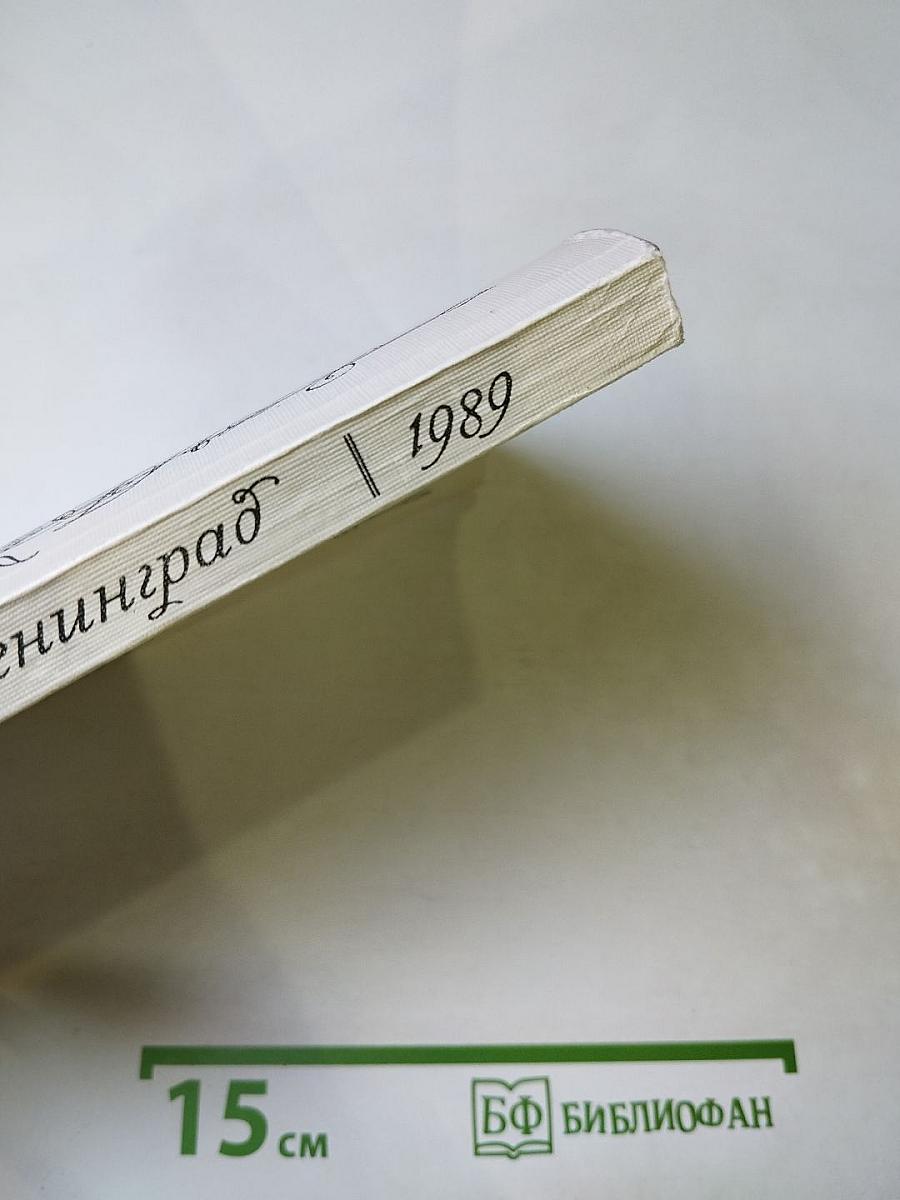 енинград || 1989
15 см
БФ БИБЛИОФАН